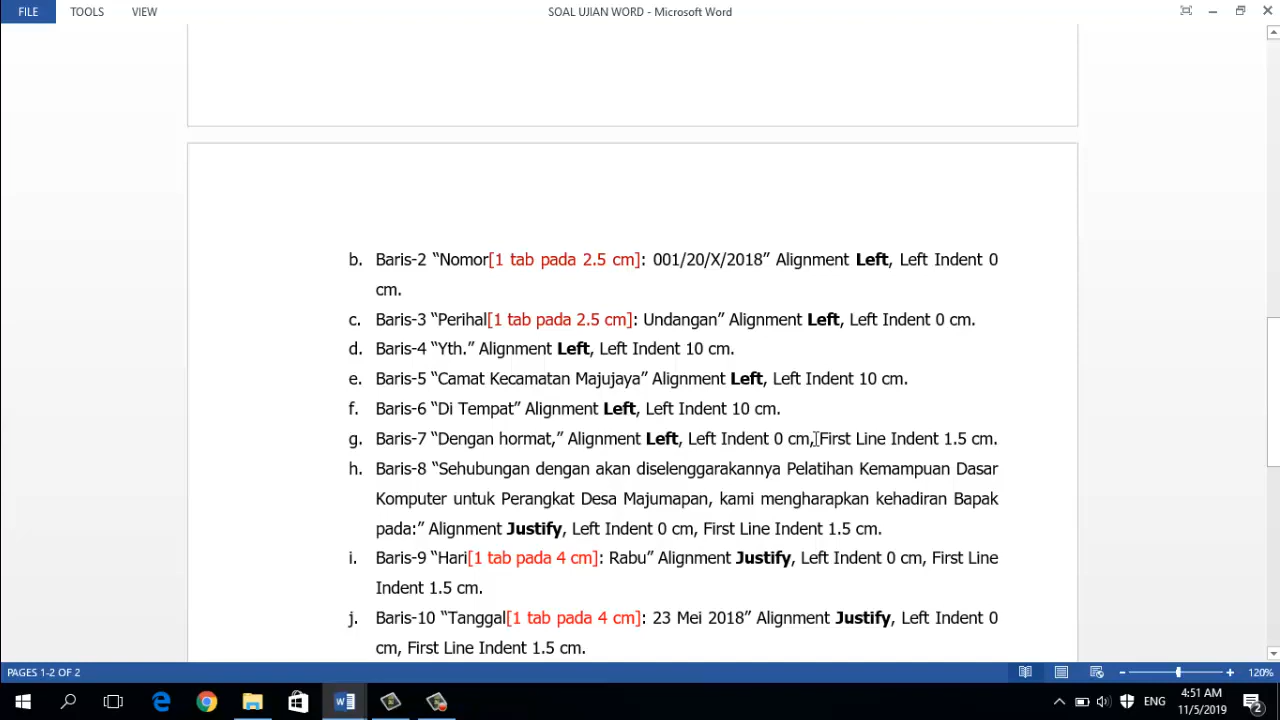 FILE TOOLS VIEW SOAL UJIAN WORD - Microsoft Word
b. Baris-2 “Nomor[1 tab pada 2.5 cm]: 001/20/X/2018” Alignment Left, Left Indent 0
cm.
c. Baris-3 “Perihal[1 tab pada 2.5 cm]: Undangan” Alignment Left, Left Indent 0 cm.
d. Baris-4 “Yth.” Alignment Left, Left Indent 10 cm.
e. Baris-5 “Camat Kecamatan Majujaya” Alignment Left, Left Indent 10 cm.
f. Baris-6 “Di Tempat” Alignment Left, Left Indent 10 cm.
g. Baris-7 “Dengan hormat,” Alignment Left, Left Indent 0 cm, First Line Indent 1.5 cm.
h. Baris-8 “Sehubungan dengan akan diselenggarakannya Pelatihan Kemampuan Dasar
Komputer untuk Perangkat Desa Majumapan, kami mengharapkan kehadiran Bapak
pada:” Alignment Justify, Left Indent 0 cm, First Line Indent 1.5 cm.
i. Baris-9 “Hari[1 tab pada 4 cm]: Rabu” Alignment Justify, Left Indent 0 cm, First Line
Indent 1.5 cm.
j. Baris-10 “Tanggal[1 tab pada 4 cm]: 23 Mei 2018” Alignment Justify, Left Indent 0
cm, First Line Indent 1.5 cm.
PAGES 1-2 OF 2 120%
ENG 4:51 AM
11/5/2019 2